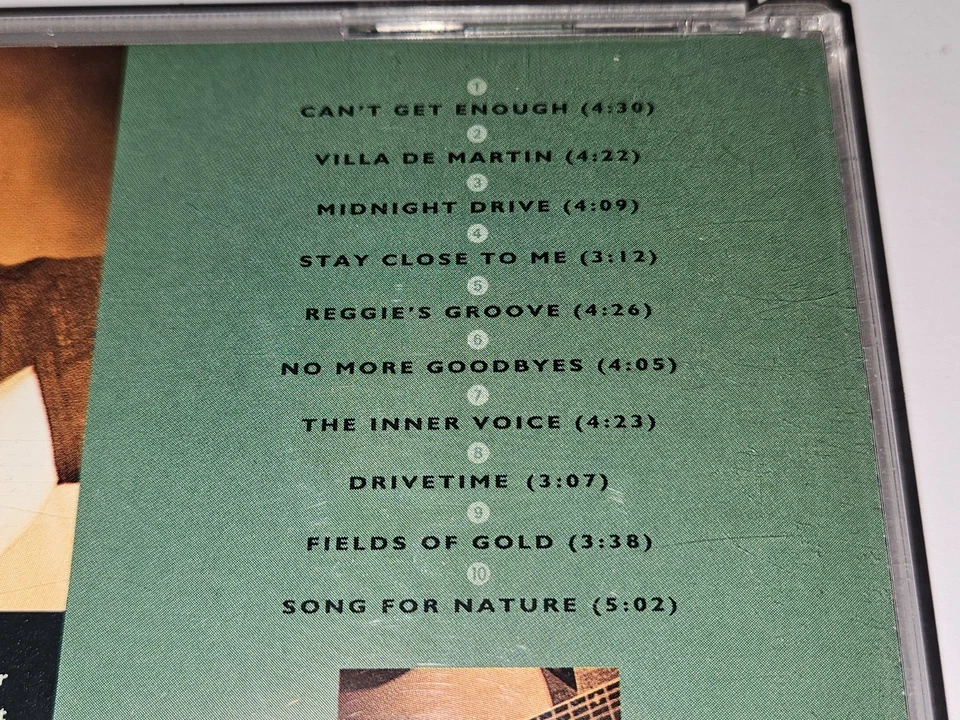 1
CAN'T GET ENOUGH (4:30)
2
VILLA DE MARTIN (4:22)
3
MIDNIGHT DRIVE (4:09)
4
STAY CLOSE TO ME (3:12)
5
REGGIE'S GROOVE (4:26)
6
NO MORE GOODBYES (4:05)
7
THE INNER VOICE (4:23)
8
DRIVETIME (3:07)
9
FIELDS OF GOLD (3:38)
10
SONG FOR NATURE (5:02)